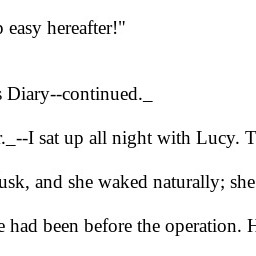 easy hereafter!"
Diary--continued._
._--I sat up all night with Lucy.
usk, and she waked naturally; she
had been before the operation.